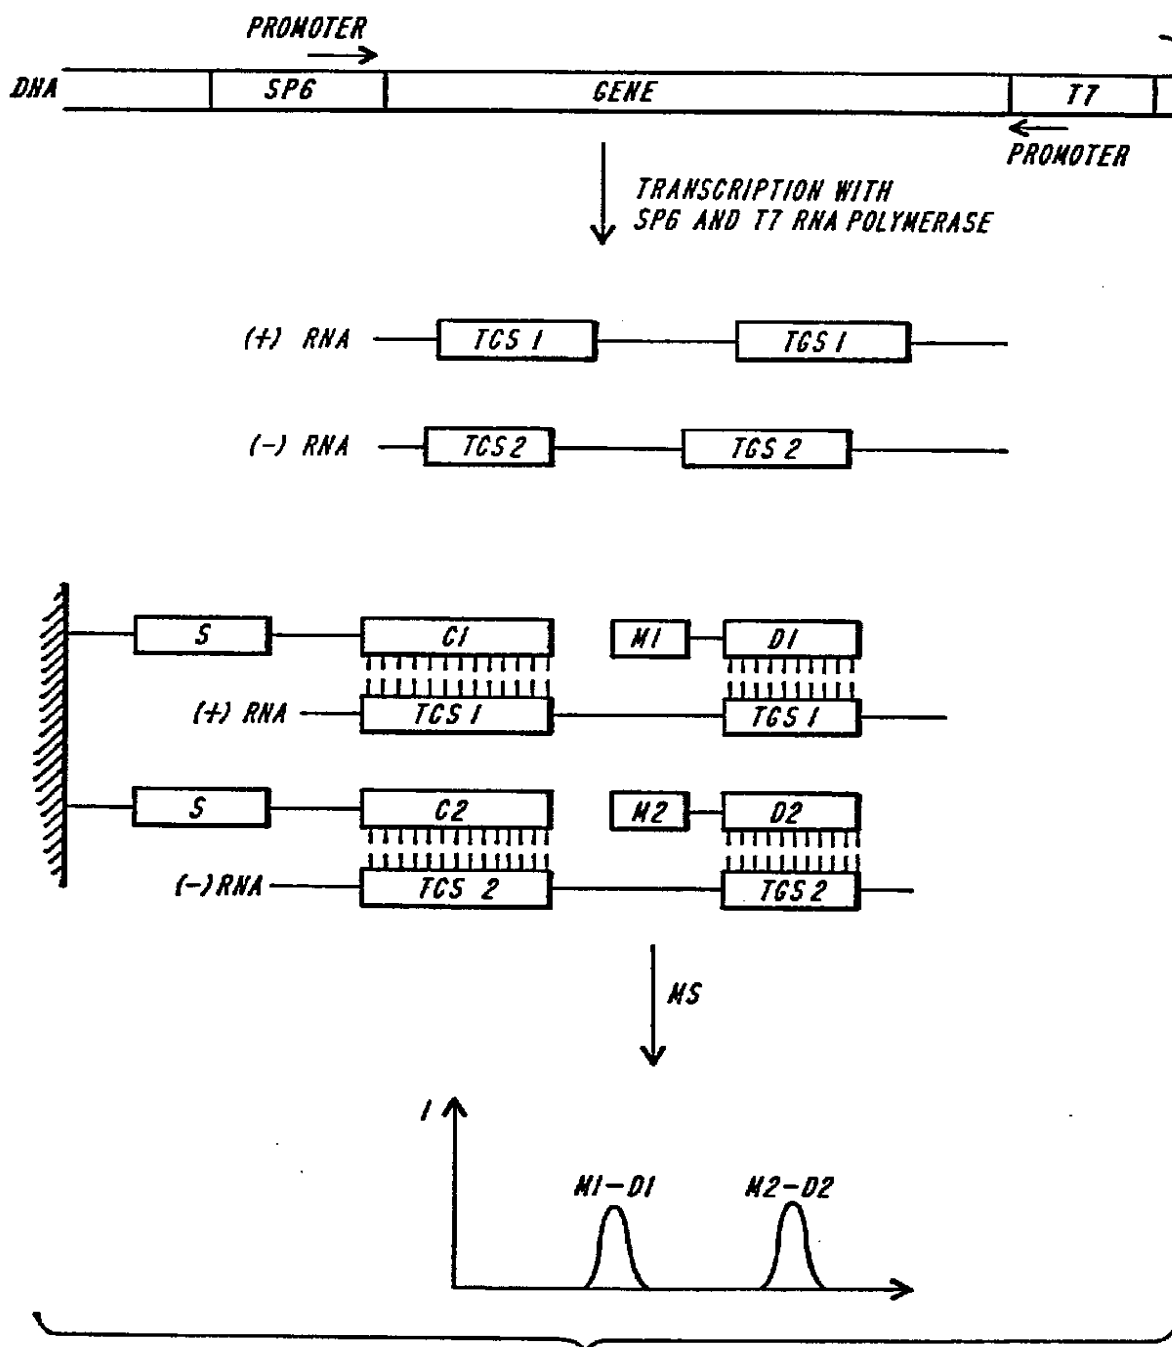 PROMOTER
DNA SP6 GENE T7
PROMOTER
TRANSCRIPTION WITH
SP6 AND T7 RNA POLYMERASE
(+) RNA TCS 1 TGS 1
(-) RNA TCS 2 TGS 2
S C1 M1 D1
(+) RNA TCS 1 TGS 1
S C2 M2 D2
(-) RNA TCS 2 TGS 2
MS
I
M1-D1 M2-D2